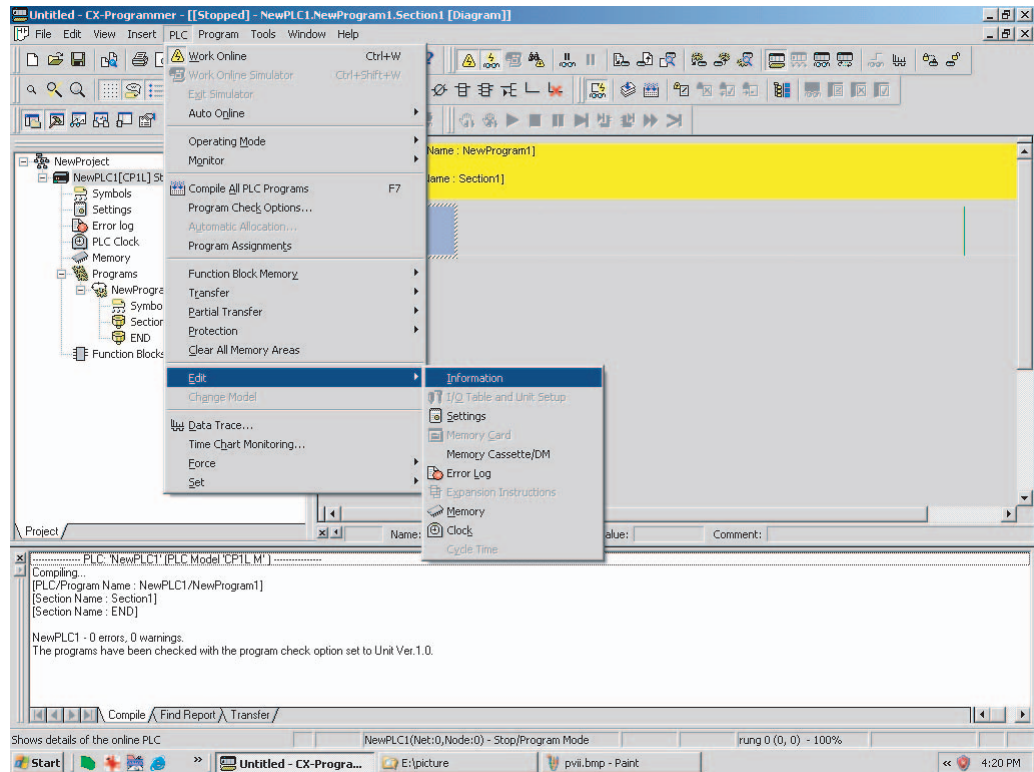 Untitled - CX-Programmer - [[Stopped] - NewPLC1.NewProgram1.Section1 [Diagram]]
File Edit View Insert PLC Program Tools Window Help
Work Online Ctrl+W
Work Online Simulator Ctrl+Shift+W
Exit Simulator
Auto Online
Operating Mode
Monitor
Compile All PLC Programs F7
Program Check Options...
Automatic Allocation...
Program Assignments
Function Block Memory
Transfer
Partial Transfer
Protection
Clear All Memory Areas
Edit
Change Model
Data Trace...
Time Chart Monitoring...
Force
Set
Information
I/O Table and Unit Setup
Settings
Memory Card
Memory Cassette/DM
Error Log
Expansion Instructions
Memory
Clock
Cycle Time
NewProject
NewPLC1[CP1L] St
Symbols
Settings
Error log
PLC Clock
Memory
Programs
NewProgra
Symbo
Section
END
Function Blocks
Name : NewProgram1]
Name : Section1]
Project
Name:
alue:
Comment:
--------------- PLC: 'NewPLC1' (PLC Model 'CP1L M' ) ---------------
Compiling...
[PLC/Program Name : NewPLC1/NewProgram1]
[Section Name : Section1]
[Section Name : END]
NewPLC1 - 0 errors, 0 warnings.
The programs have been checked with the program check option set to Unit Ver.1.0.
Compile Find Report Transfer
Shows details of the online PLC NewPLC1(Net:0,Node:0) - Stop/Program Mode rung 0 (0, 0) - 100%
Start » Untitled - CX-Progra... E:\picture pvii.bmp - Paint « 4:20 PM